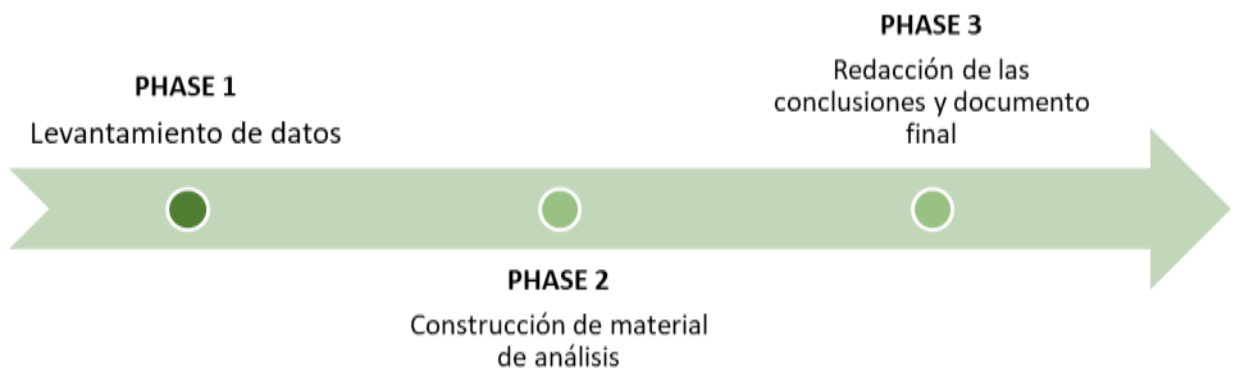 PHASE 1
Levantamiento de datos
PHASE 2
Construcción de material
de análisis
PHASE 3
Redacción de las
conclusiones y documento
final